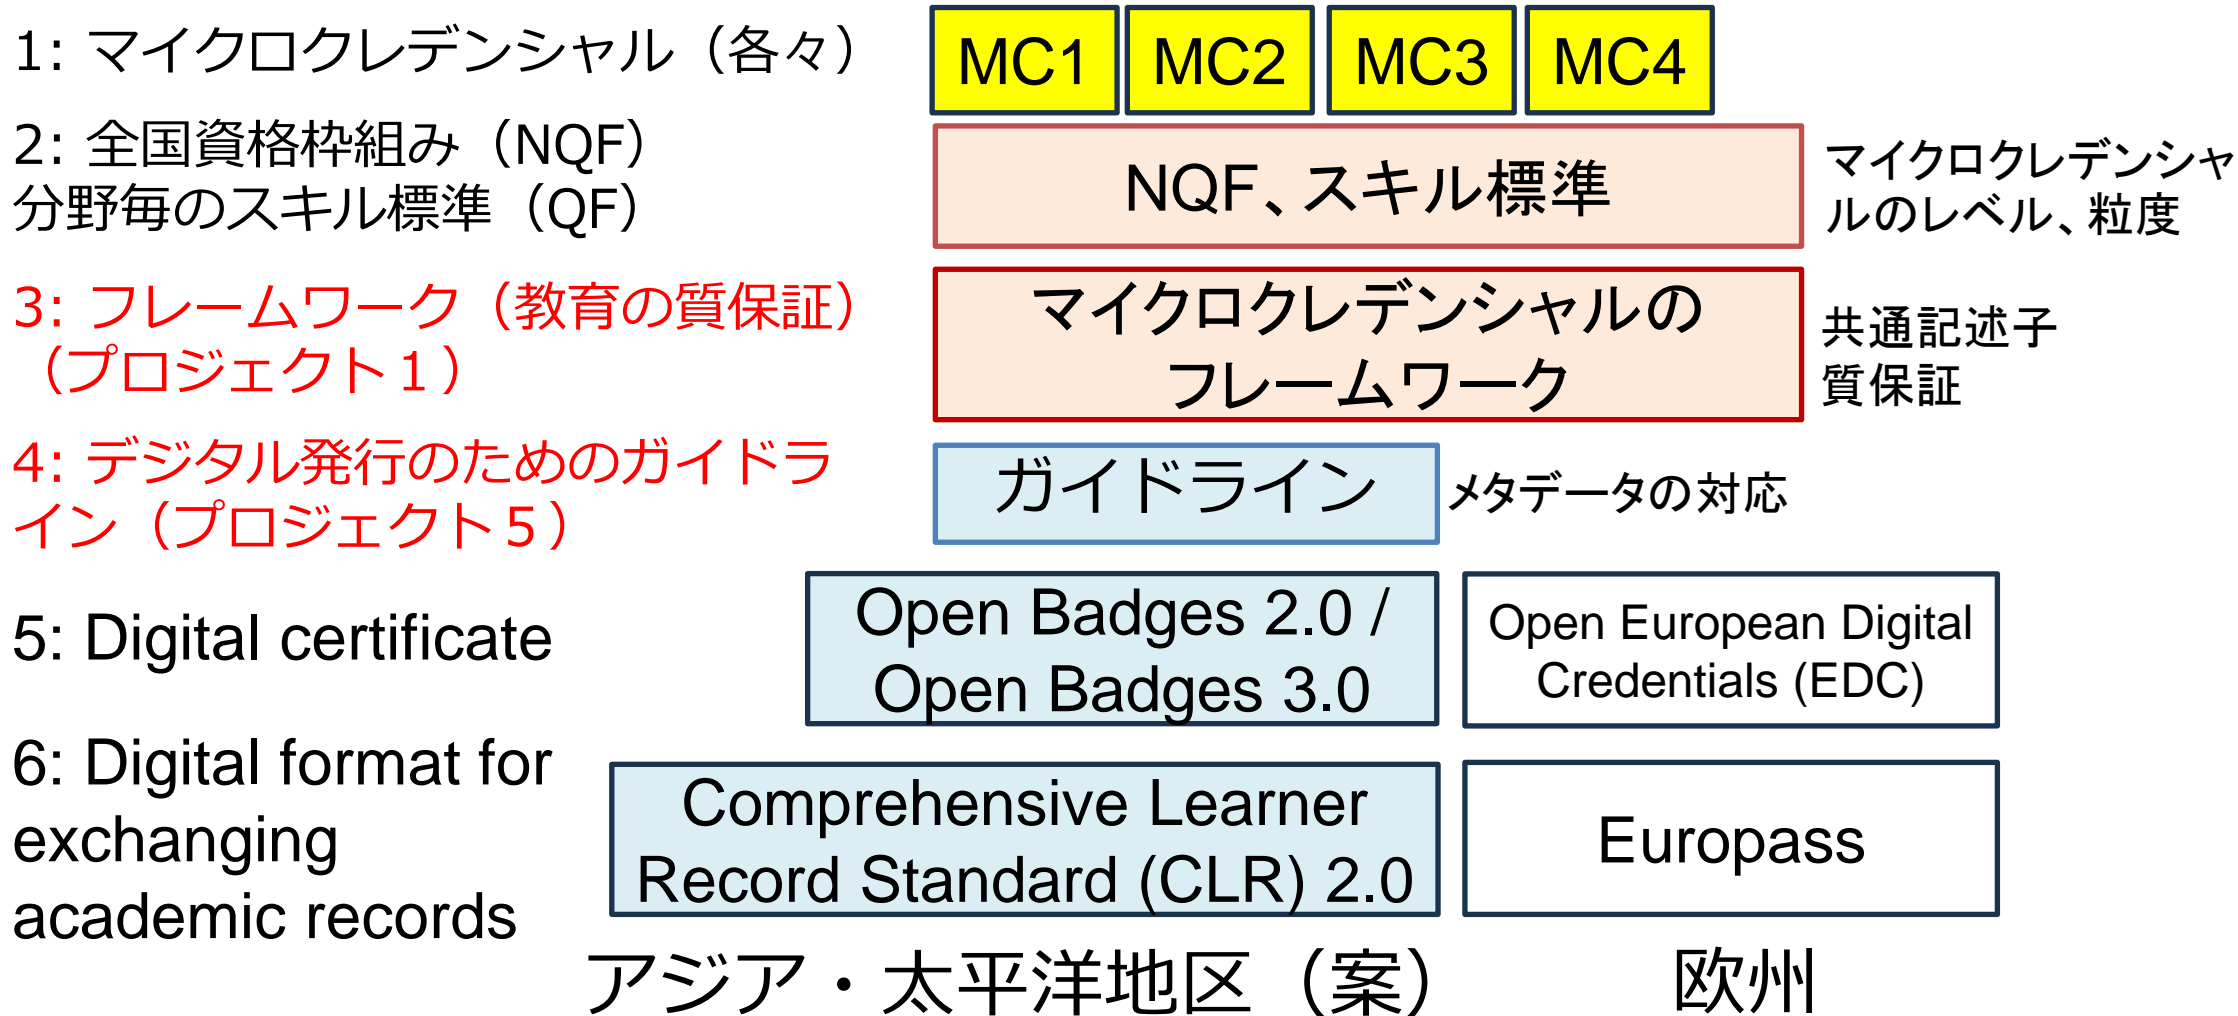 1: マイクロクレデンシャル（各々）
MC1
MC2
MC3
MC4
2: 全国資格枠組み（NQF）
分野毎のスキル標準（QF）
NQF、スキル標準
マイクロクレデンシャ
ルのレベル、粒度
3: フレームワーク（教育の質保証）
（プロジェクト１）
マイクロクレデンシャルの
フレームワーク
共通記述子
質保証
4: デジタル発行のためのガイドラ
イン（プロジェクト５）
ガイドライン
メタデータの対応
5: Digital certificate
Open Badges 2.0 /
Open Badges 3.0
Open European Digital
Credentials (EDC)
6: Digital format for
exchanging
academic records
Comprehensive Learner
Record Standard (CLR) 2.0
Europass
アジア・太平洋地区（案）
欧州